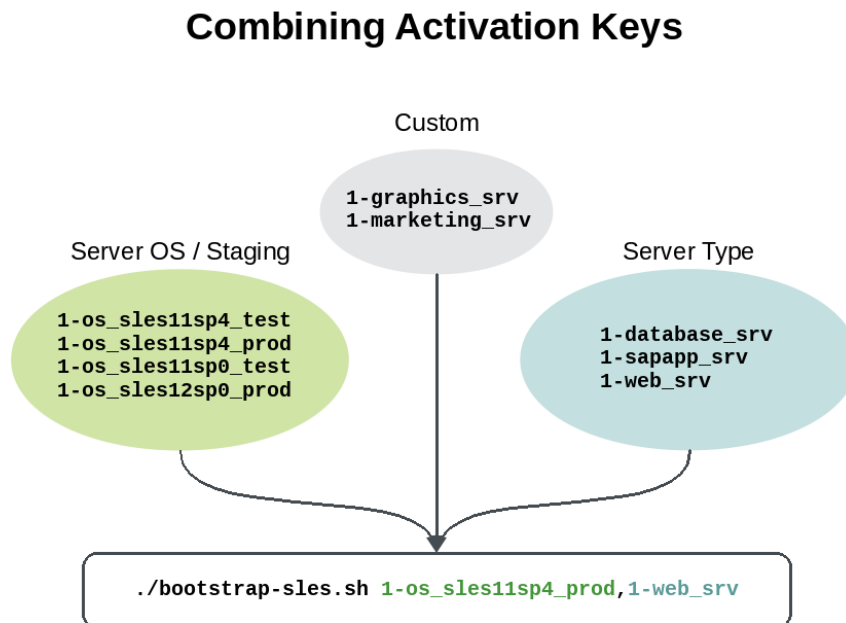 Combining Activation Keys
Custom
1-graphics_srv
1-marketing_srv
Server OS / Staging
1-os_sles11sp4_test
1-os_sles11sp4_prod
1-os_sles11sp0_test
1-os_sles12sp0_prod
Server Type
1-database_srv
1-sapapp_srv
1-web_srv
./bootstrap-sles.sh 1-os_sles11sp4_prod,1-web_srv